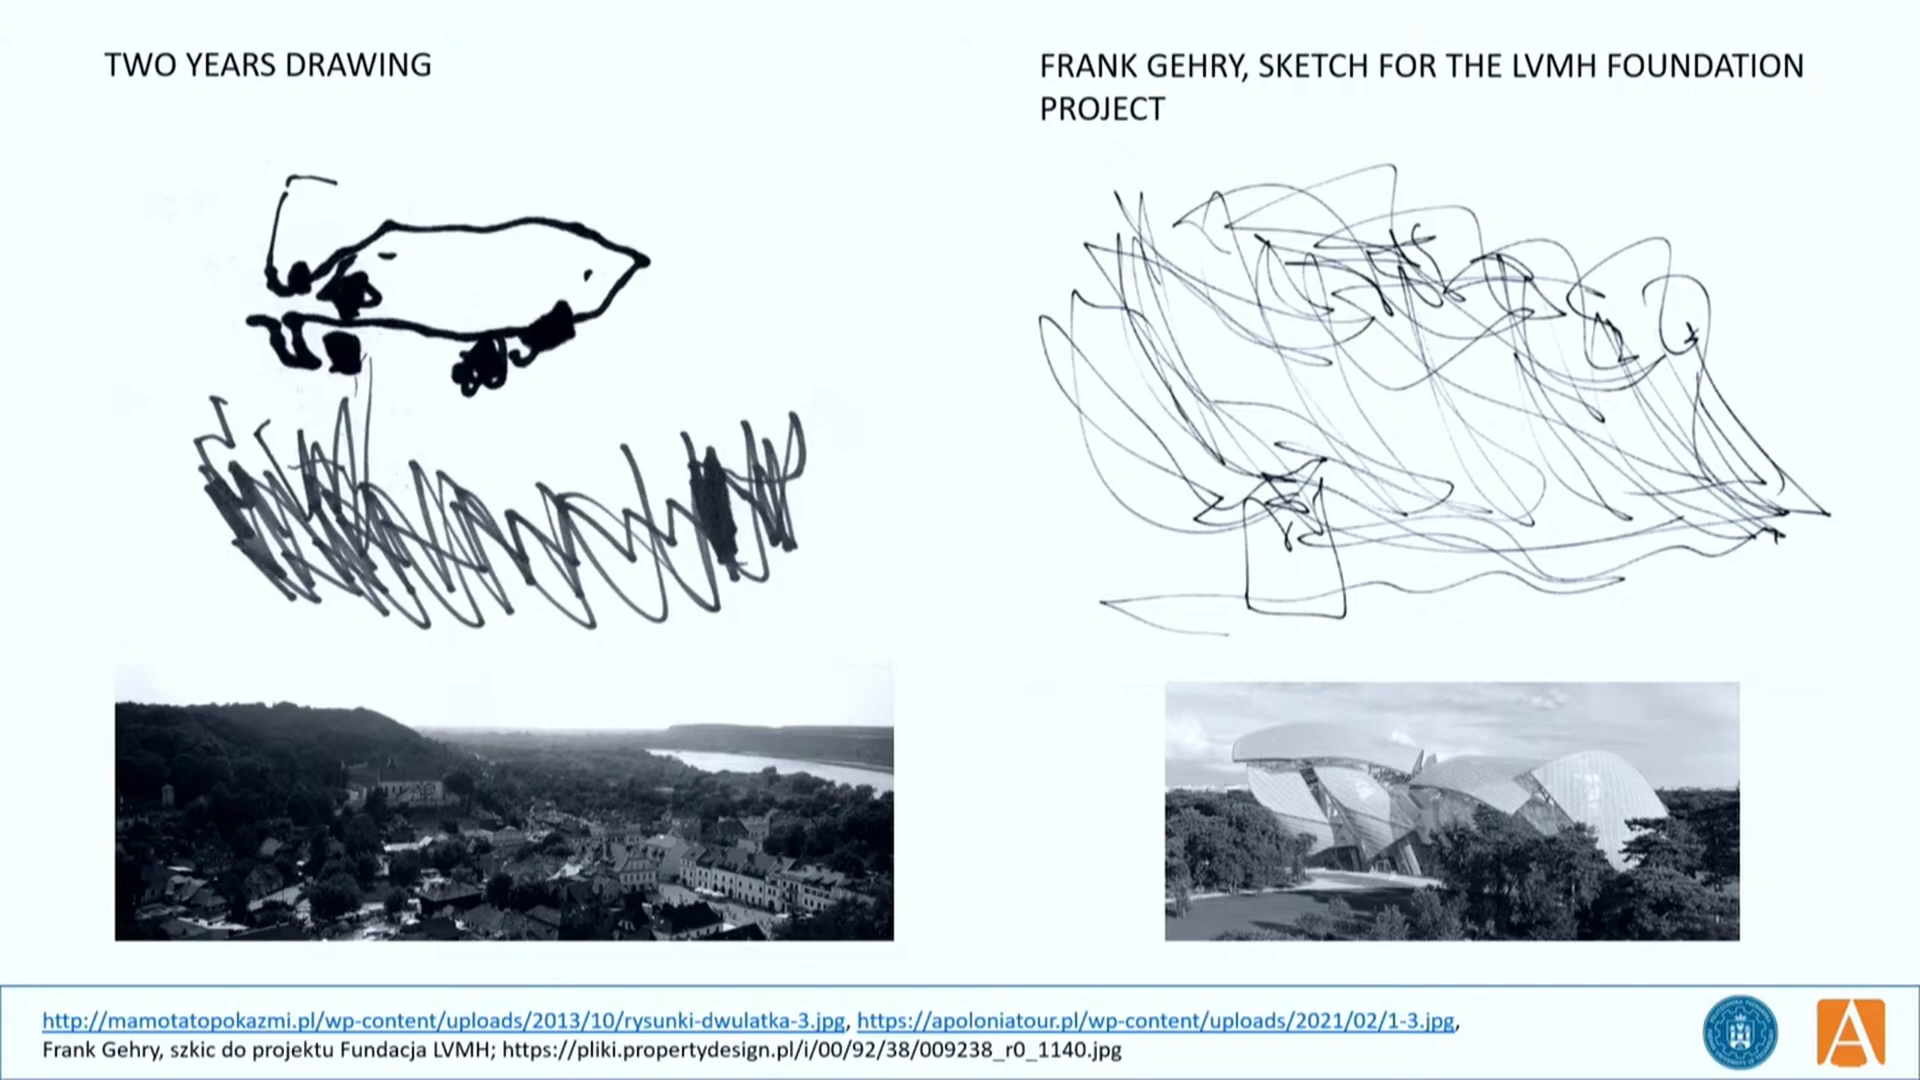 TWO YEARS DRAWING
FRANK GEHRY, SKETCH FOR THE LVMH FOUNDATION
PROJECT
http://mamotatopokazmi.pl/wp-content/uploads/2013/10/rysunki-dwulatka-3.jpg, https://apoloniatour.pl/wp-content/uploads/2021/02/1-3.jpg,
Frank Gehry, szkic do projektu Fundacja LVMH; https://pliki.propertydesign.pl/i/00/92/38/009238_r0_1140.jpg
A